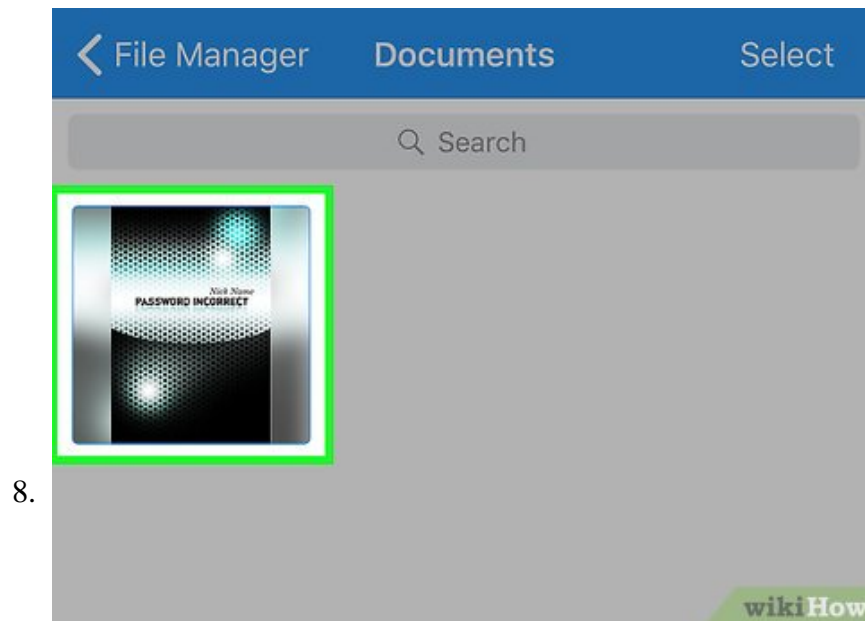 File Manager Documents Select
Search
Nick Name
PASSWORD INCORRECT
8.
wikiHow